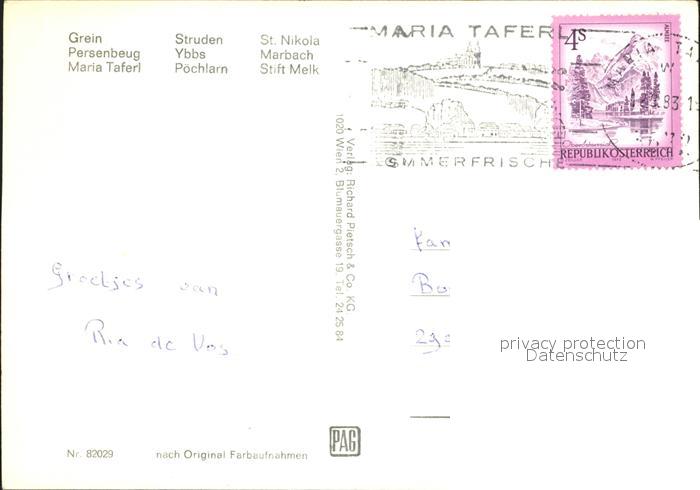 Grein Struden St. Nikola
Persenbeug Ybbs Marbach
Maria Taferl Pöchlarn Stift Melk
MARIA TAFERL
SOMMERFRISCHE
4S
ALMSEE
REPUBLIK ÖSTERREICH
83
Verlag: Richard Pietsch & Co. KG
1020 Wien 2, Blumauergasse 19, Tel. 24 25 84
Groetjes van
Ria de Vos
privacy protection
Datenschutz
PAG
Nr. 82029 nach Original Farbaufnahmen